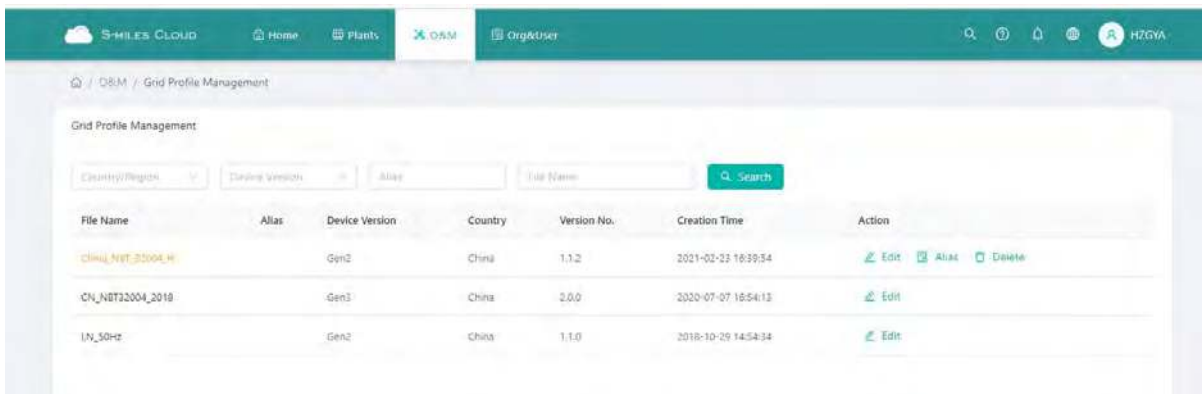 S-MILES CLOUD Home Plants O&M Org&User HZGYA
/ O&M / Grid Profile Management
Grid Profile Management
Country/Region Device Version Alias File Name Search
File Name Alias Device Version Country Version No. Creation Time Action
China_NBT_32004_H Gen2 China 1.1.2 2021-02-23 16:39:54 Edit Alias Delete
CN_NBT32004_2018 Gen3 China 2.0.0 2020-07-07 16:54:13 Edit
LN_50Hz Gen2 China 1.1.0 2018-10-29 14:54:34 Edit